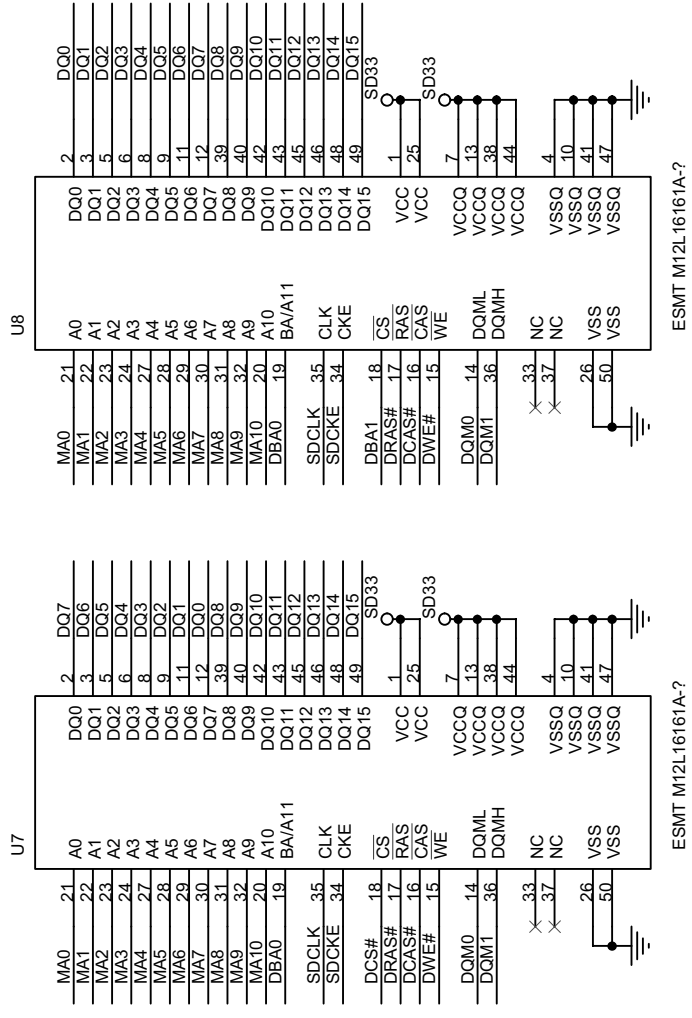 U7
MA0 21 A0 DQ0 2 DQ7
MA1 22 A1 DQ1 3 DQ6
MA2 23 A2 DQ2 5 DQ5
MA3 24 A3 DQ3 6 DQ4
MA4 27 A4 DQ4 8 DQ3
MA5 28 A5 DQ5 9 DQ2
MA6 29 A6 DQ6 11 DQ1
MA7 30 A7 DQ7 12 DQ0
MA8 31 A8 DQ8 39 DQ8
MA9 32 A9 DQ9 40 DQ9
MA10 20 A10 DQ10 42 DQ10
DBA0 19 BA/A11 DQ11 43 DQ11
DQ12 45 DQ12
SDCLK 35 CLK DQ13 46 DQ13
SDCKE 34 CKE DQ14 48 DQ14
DQ15 49 DQ15
SD33
DCS# 18 CS
DRAS# 17 RAS VCC 1
DCAS# 16 CAS VCC 25
DWE# 15 WE SD33
VCCQ 7
DQM0 14 DQML VCCQ 13
DQM1 36 DQMH VCCQ 38
VCCQ 44
33 NC
37 NC VSSQ 4
VSSQ 10
26 VSS VSSQ 41
50 VSS VSSQ 47
ESMT M12L16161A-?
U8
MA0 21 A0 DQ0 2 DQ0
MA1 22 A1 DQ1 3 DQ1
MA2 23 A2 DQ2 5 DQ2
MA3 24 A3 DQ3 6 DQ3
MA4 27 A4 DQ4 8 DQ4
MA5 28 A5 DQ5 9 DQ5
MA6 29 A6 DQ6 11 DQ6
MA7 30 A7 DQ7 12 DQ7
MA8 31 A8 DQ8 39 DQ8
MA9 32 A9 DQ9 40 DQ9
MA10 20 A10 DQ10 42 DQ10
DBA0 19 BA/A11 DQ11 43 DQ11
DQ12 45 DQ12
SDCLK 35 CLK DQ13 46 DQ13
SDCKE 34 CKE DQ14 48 DQ14
DQ15 49 DQ15
SD33
DBA1 18 CS
DRAS# 17 RAS VCC 1
DCAS# 16 CAS VCC 25
DWE# 15 WE SD33
VCCQ 7
DQM0 14 DQML VCCQ 13
DQM1 36 DQMH VCCQ 38
VCCQ 44
33 NC
37 NC VSSQ 4
VSSQ 10
26 VSS VSSQ 41
50 VSS VSSQ 47
ESMT M12L16161A-?